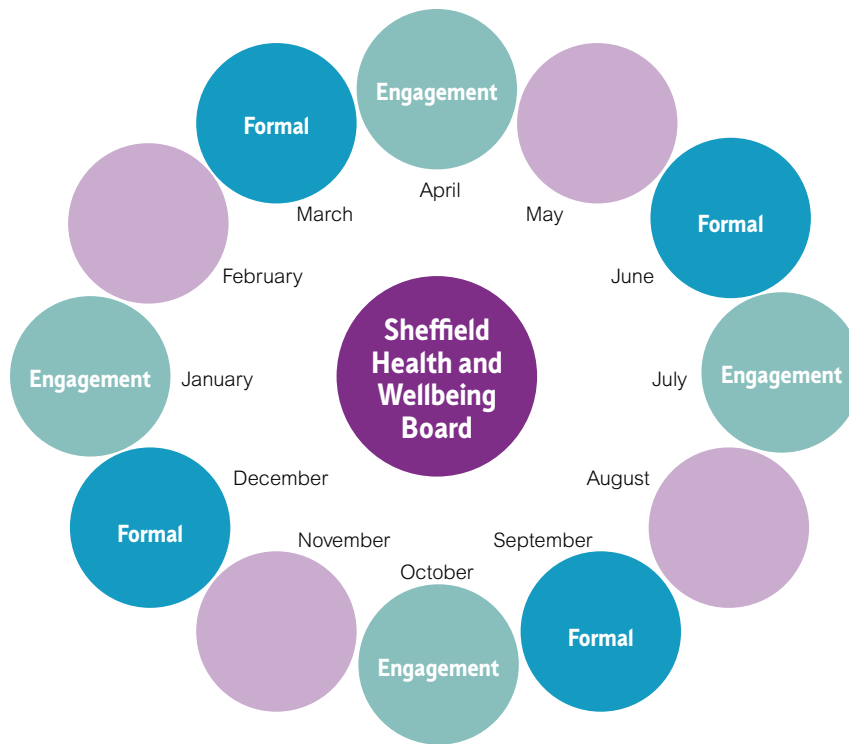 Engagement
Formal
April
March
May
Formal
February
June
Sheffield
Health and
Wellbeing
Board
Engagement
January
July
Engagement
December
August
Formal
November
September
October
Formal
Engagement